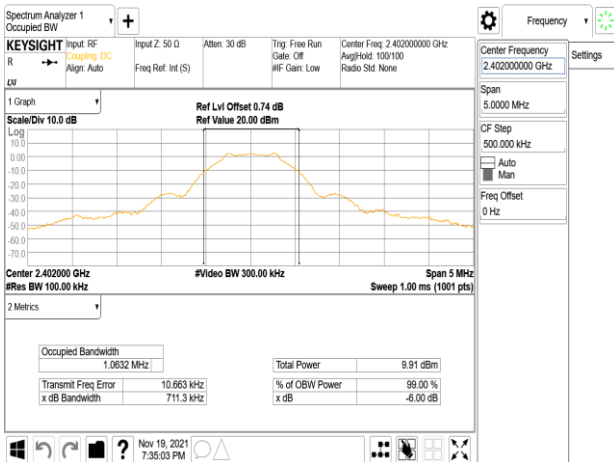 Spectrum Analyzer 1
Occupied BW
+
Frequency
KEYSIGHT
R
Input: RF
Coupling: DC
Align: Auto
Input Z: 50 Ω
Freq Ref: Int (S)
Atten: 30 dB
Trig: Free Run
Gate: Off
#IF Gain: Low
Center Freq: 2.402000000 GHz
Avg|Hold: 100/100
Radio Std: None
Center Frequency
2.402000000 GHz
Settings
Span
5.0000 MHz
CF Step
500.000 kHz
Auto
Man
Freq Offset
0 Hz
1 Graph
Scale/Div 10.0 dB
Ref Lvl Offset 0.74 dB
Ref Value 20.00 dBm
Log
10.0
0.00
-10.0
-20.0
-30.0
-40.0
-50.0
-60.0
-70.0
Center 2.402000 GHz
#Res BW 100.00 kHz
#Video BW 300.00 kHz
Span 5 MHz
Sweep 1.00 ms (1001 pts)
2 Metrics
Occupied Bandwidth
1.0632 MHz
Total Power 9.91 dBm
Transmit Freq Error 10.663 kHz
% of OBW Power 99.00 %
x dB Bandwidth 711.3 kHz
x dB -6.00 dB
?
Nov 19, 2021
7:35:03 PM